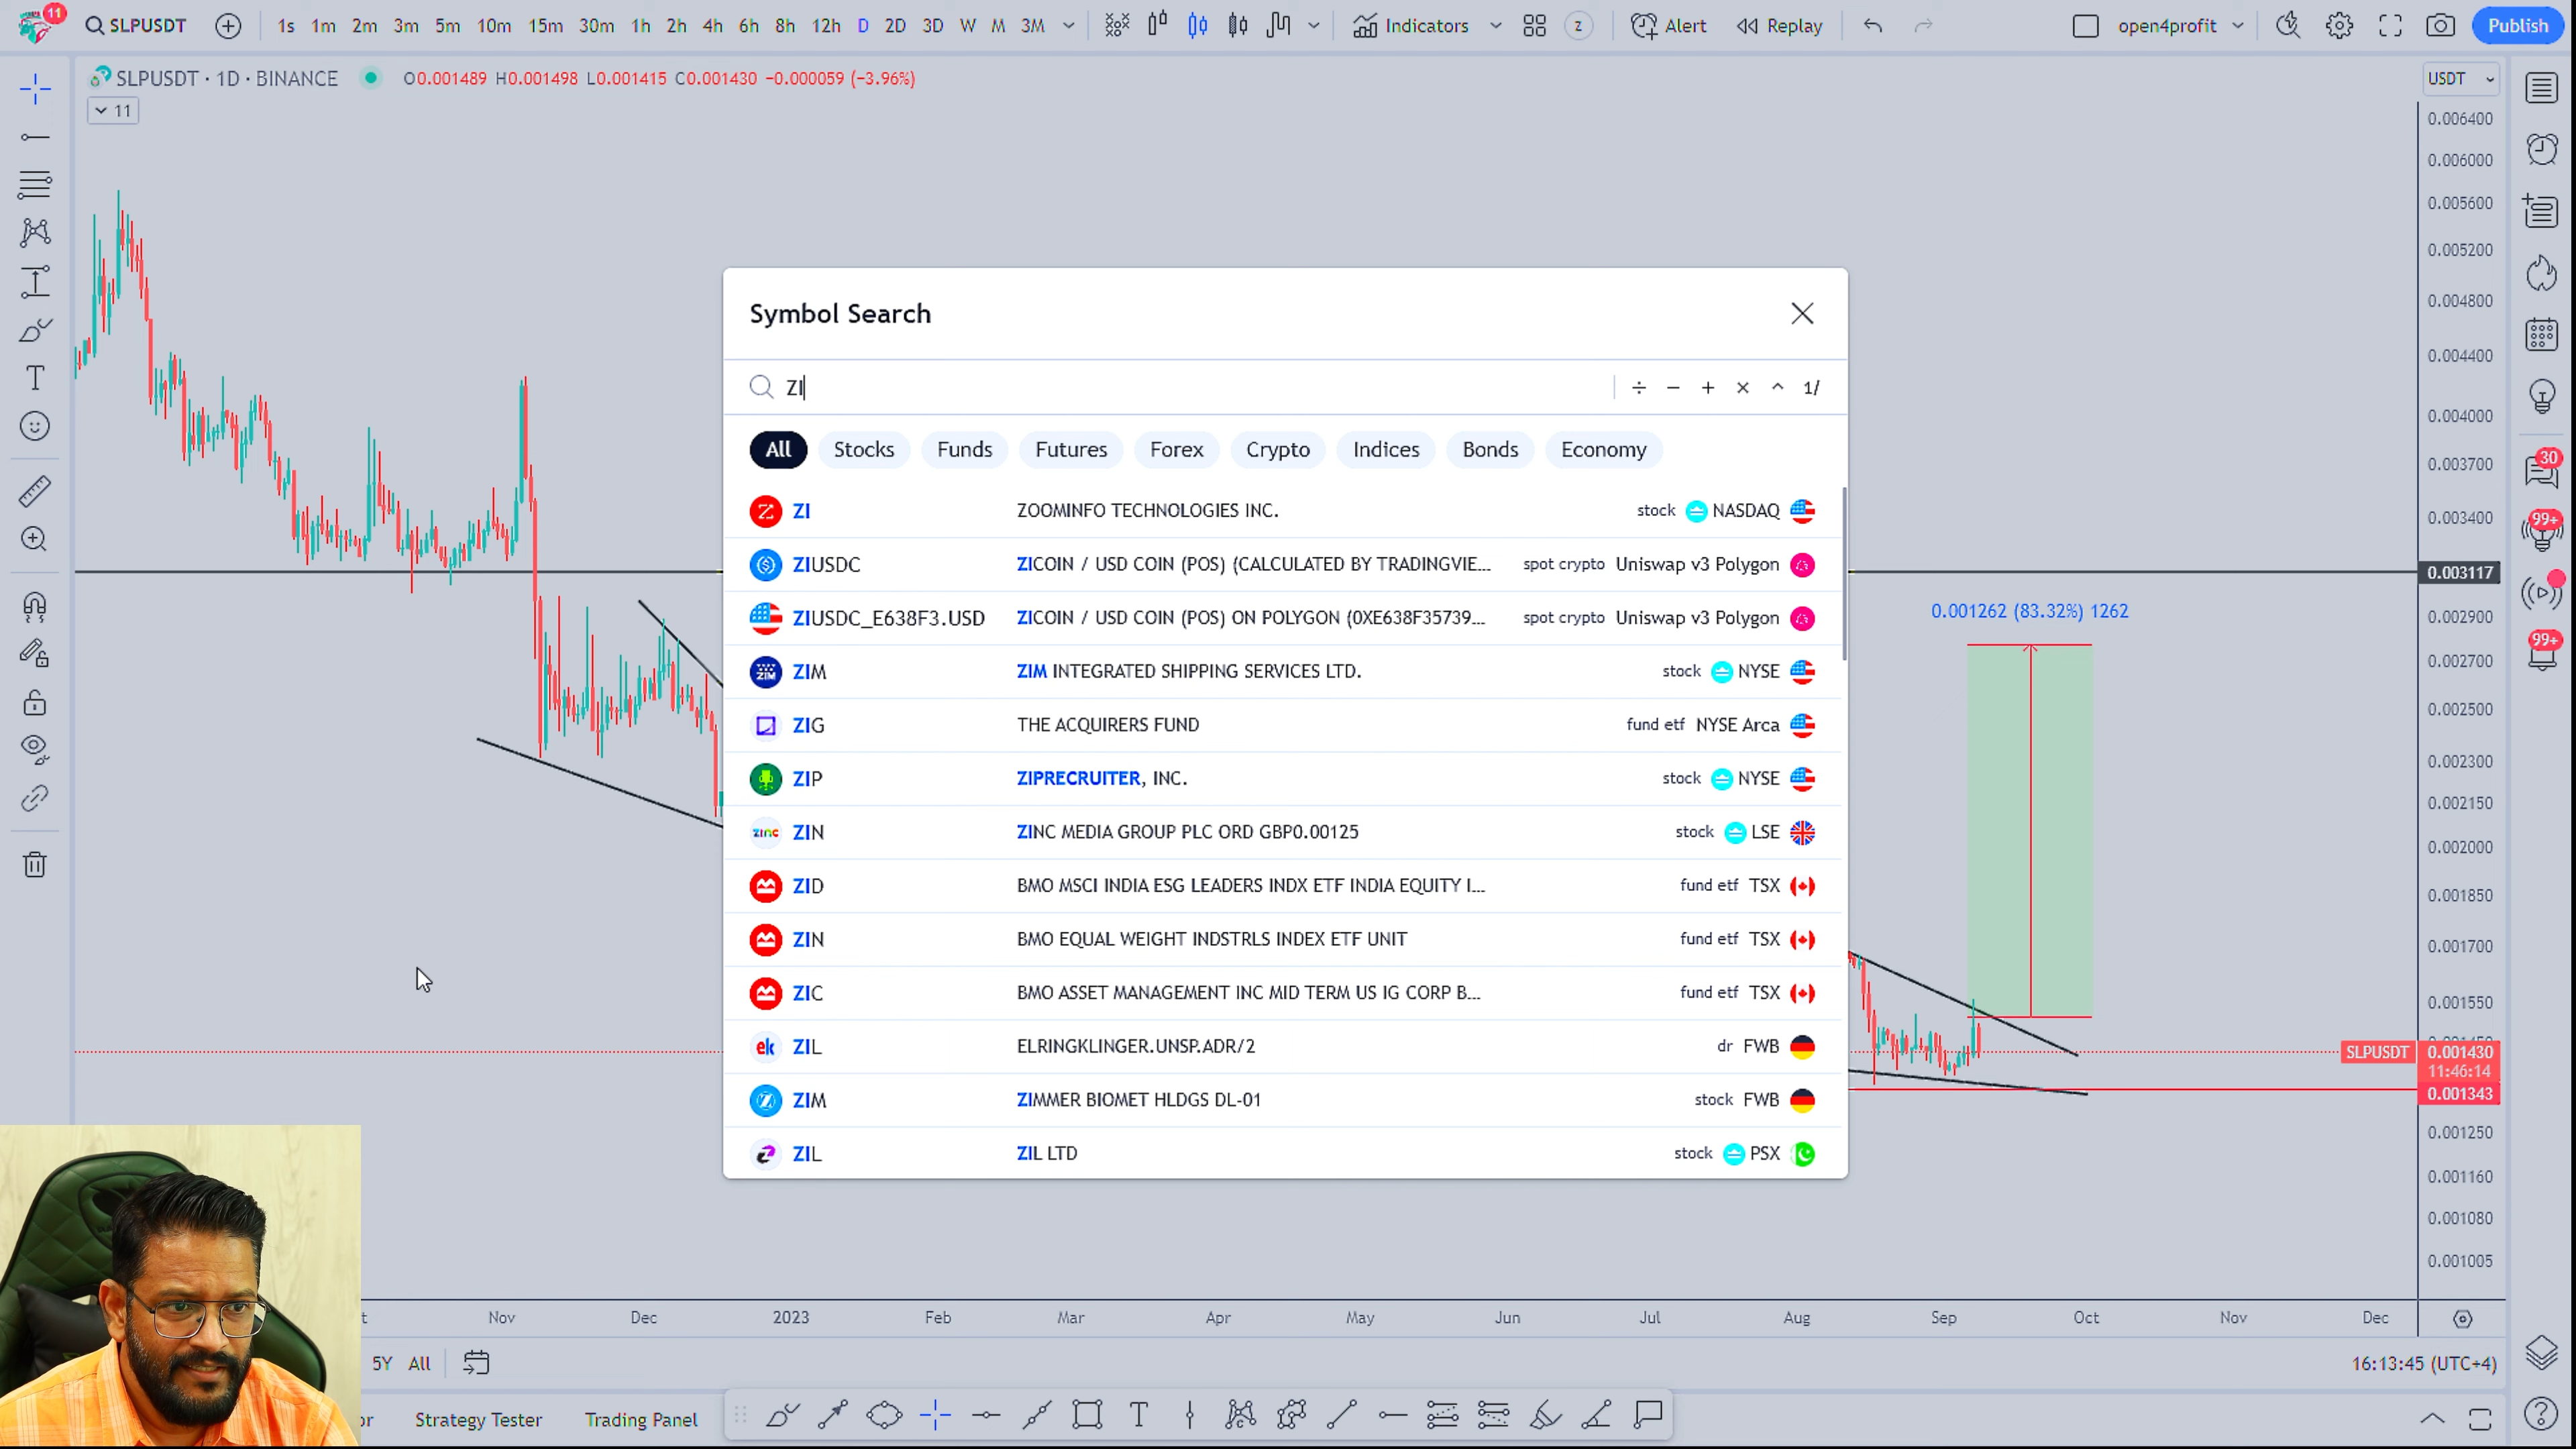 11
SLPUSDT 1s 1m 2m 3m 5m 10m 15m 30m 1h 2h 4h 6h 8h 12h D 2D 3D W M 3M Indicators z Alert Replay open4profit Publish
SLPUSDT · 1D · BINANCE O0.001489 H0.001498 L0.001415 C0.001430 −0.000059 (−3.96%)
11
USDT
0.006400
0.006000
0.005600
0.005200
0.004800
0.004400
0.004000
0.003700
0.003400
0.003117
0.002900
0.002700
0.002500
0.002300
0.002150
0.002000
0.001850
0.001700
0.001550
SLPUSDT 0.001430
11:46:14
0.001343
0.001250
0.001160
0.001080
0.001005
0.001262 (83.32%) 1262
30
99+
99+
Symbol Search
ZI ÷ − + × ^ 1/
All Stocks Funds Futures Forex Crypto Indices Bonds Economy
ZI ZOOMINFO TECHNOLOGIES INC. stock NASDAQ
ZIUSDC ZICOIN / USD COIN (POS) (CALCULATED BY TRADINGVIE... spot crypto Uniswap v3 Polygon
ZIUSDC_E638F3.USD ZICOIN / USD COIN (POS) ON POLYGON (0XE638F35739... spot crypto Uniswap v3 Polygon
ZIM ZIM ZIM INTEGRATED SHIPPING SERVICES LTD. stock NYSE
ZIG THE ACQUIRERS FUND fund etf NYSE Arca
ZIP ZIPRECRUITER, INC. stock NYSE
zinc ZIN ZINC MEDIA GROUP PLC ORD GBP0.00125 stock LSE
ZID BMO MSCI INDIA ESG LEADERS INDX ETF INDIA EQUITY I... fund etf TSX
ZIN BMO EQUAL WEIGHT INDSTRLS INDEX ETF UNIT fund etf TSX
ZIC BMO ASSET MANAGEMENT INC MID TERM US IG CORP B... fund etf TSX
ek ZIL ELRINGKLINGER.UNSP.ADR/2 dr FWB
ZIM ZIMMER BIOMET HLDGS DL-01 stock FWB
ZIL ZIL LTD stock PSX
Nov Dec 2023 Feb Mar Apr May Jun Jul Aug Sep Oct Nov Dec
5Y All 16:13:45 (UTC+4)
Strategy Tester Trading Panel